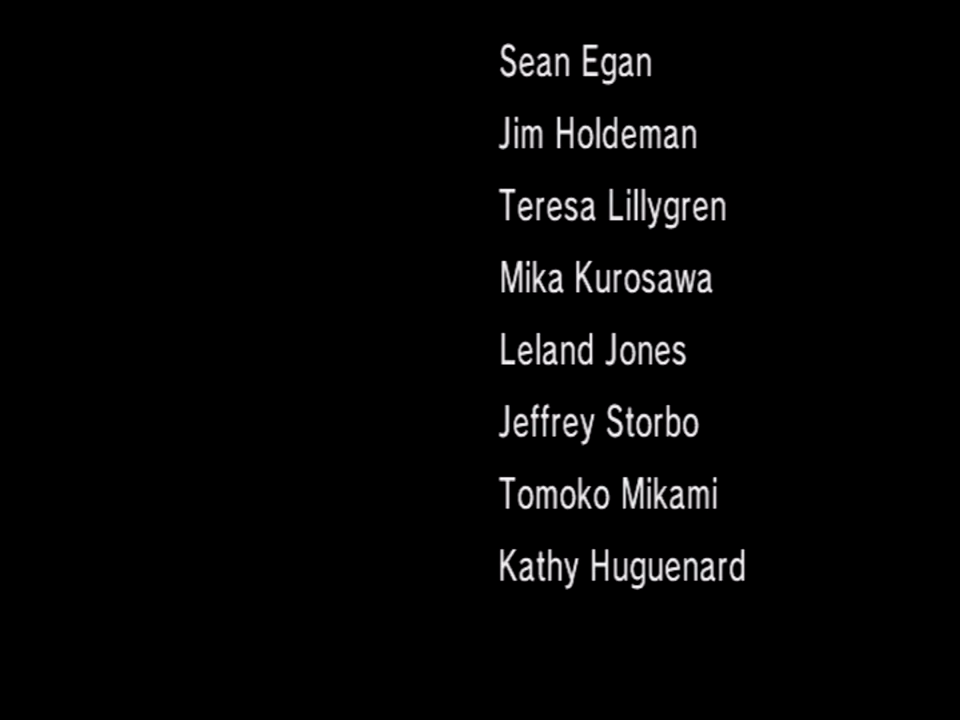 Sean Egan
Jim Holdeman
Teresa Lillygren
Mika Kurosawa
Leland Jones
Jeffrey Storbo
Tomoko Mikami
Kathy Huguenard